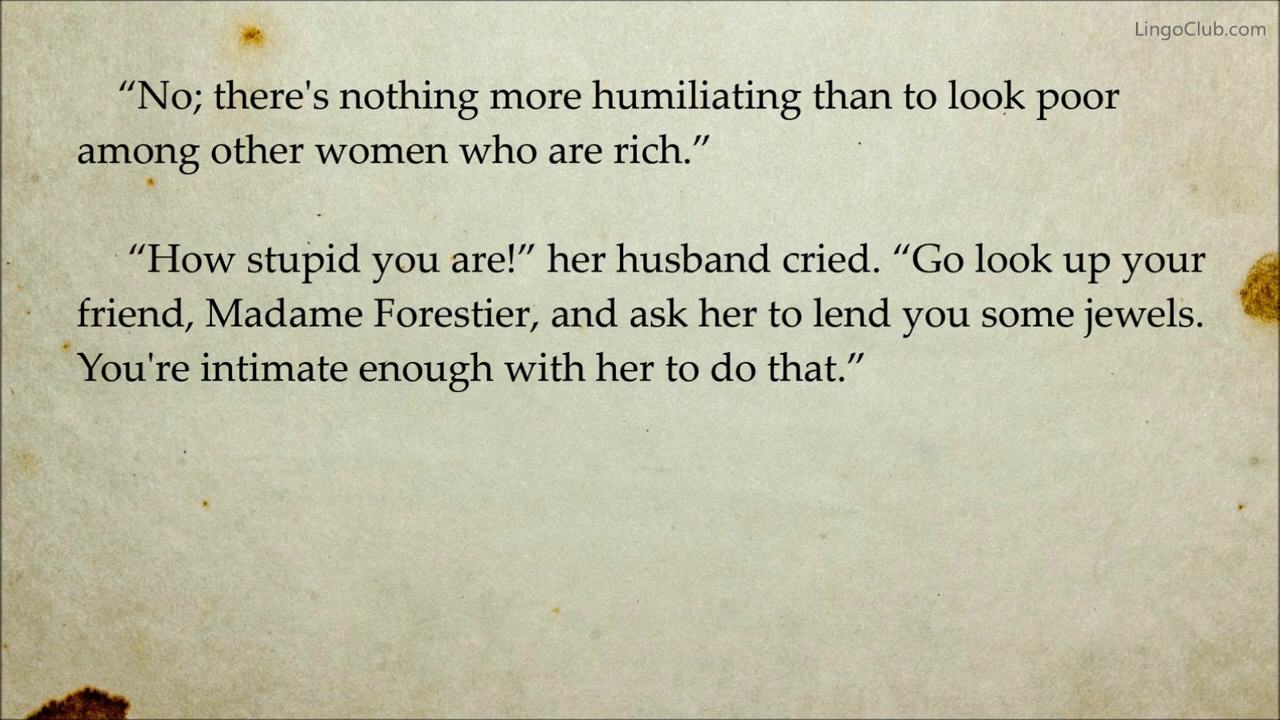 LingoClub.com
“No; there's nothing more humiliating than to look poor
among other women who are rich.”
“How stupid you are!” her husband cried. “Go look up your
friend, Madame Forestier, and ask her to lend you some jewels.
You're intimate enough with her to do that.”